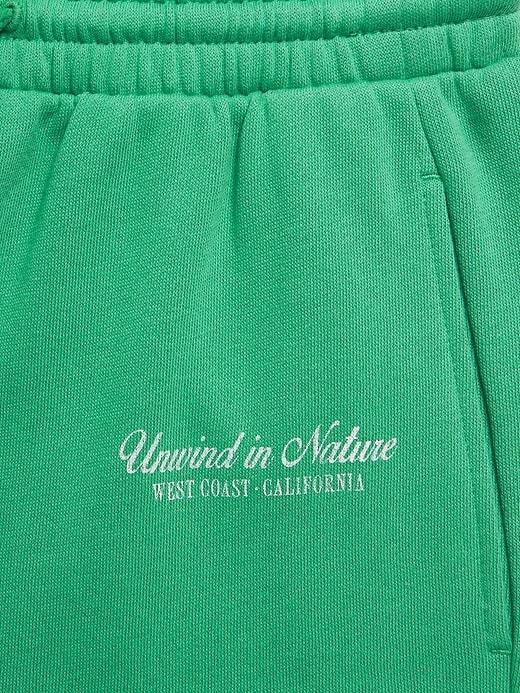 Unwind in Nature
WEST COAST · CALIFORNIA